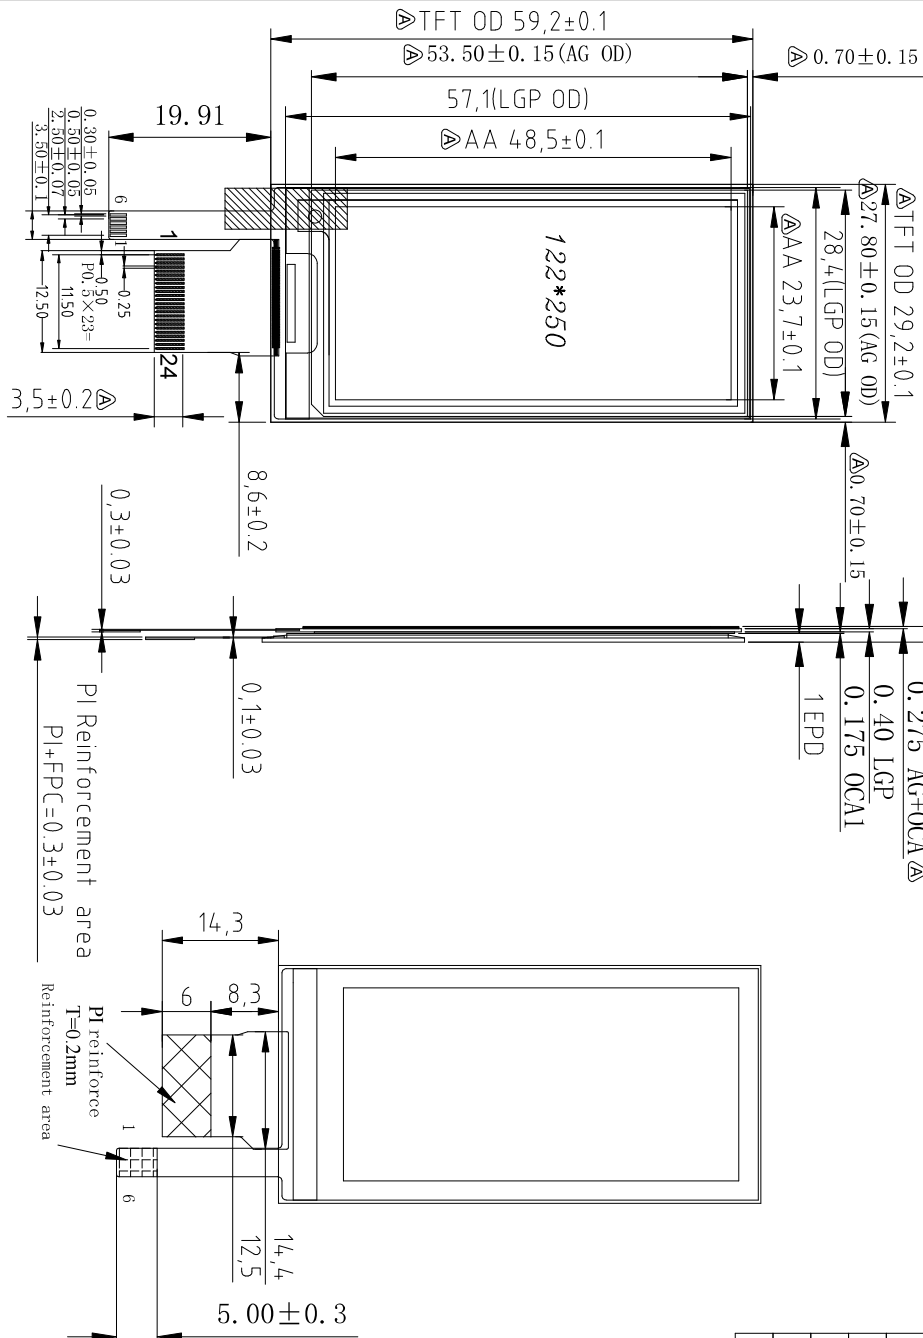 Ⓐ TFT OD 59,2±0.1
Ⓐ 53.50±0.15(AG OD)
Ⓐ 0.70±0.15
57,1(LGP OD)
19.91
Ⓐ AA 48,5±0.1
0.30±0.05
0.50±0.05
2.50±0.07
3.50±0.1
6
1
1
24
0.25
0.50
P0.5×23=
11.50
12.50
3,5±0.2 Ⓐ
8,6±0.2
122*250
Ⓐ AA 23,7±0.1
28,4(LGP OD)
Ⓐ 27.80±0.15(AG OD)
Ⓐ TFT OD 29,2±0.1
Ⓐ 0.70±0.15
0,3±0.03
0,1±0.03
PI Reinforcement area
PI+FPC=0.3±0.03
1 EPD
0.175 OCA1
0.40 LGP
0.275 AG+OCA Ⓐ
14,3
6
8,3
PI reinforce
T=0.2mm
Reinforcement area
1
6
14,4
12,5
5.00±0.3